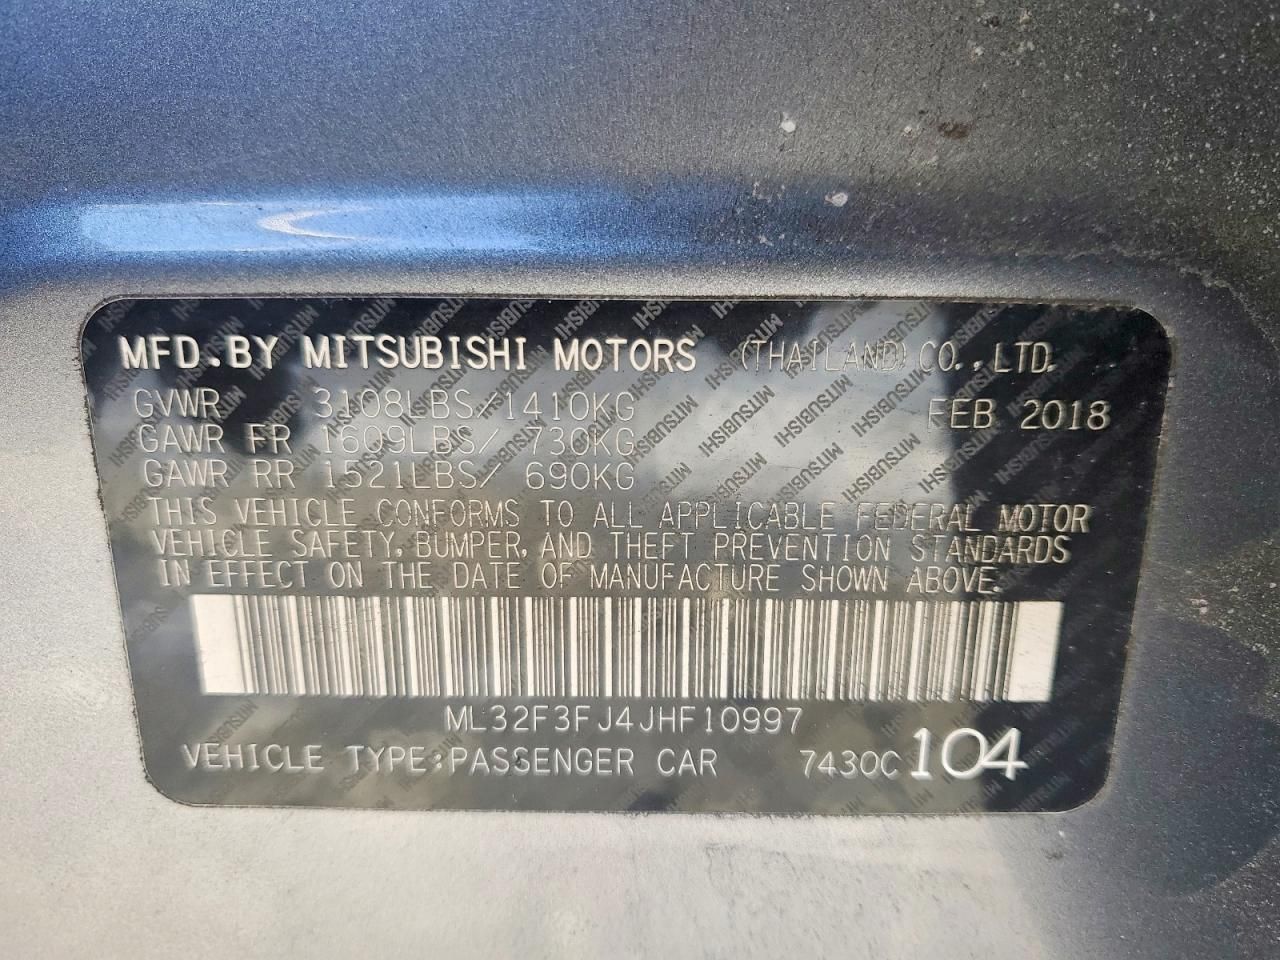 MFD.BY MITSUBISHI MOTORS (THAILAND)CO.,LTD.
GVWR 3108LBS/1410KG FEB 2018
GAWR FR 1609LBS/ 730KG
GAWR RR 1521LBS/ 690KG
THIS VEHICLE CONFORMS TO ALL APPLICABLE FEDERAL MOTOR
VEHICLE SAFETY, BUMPER, AND THEFT PREVENTION STANDARDS
IN EFFECT ON THE DATE OF MANUFACTURE SHOWN ABOVE.
ML32F3FJ4JHF10997
VEHICLE TYPE:PASSENGER CAR 7430C 104